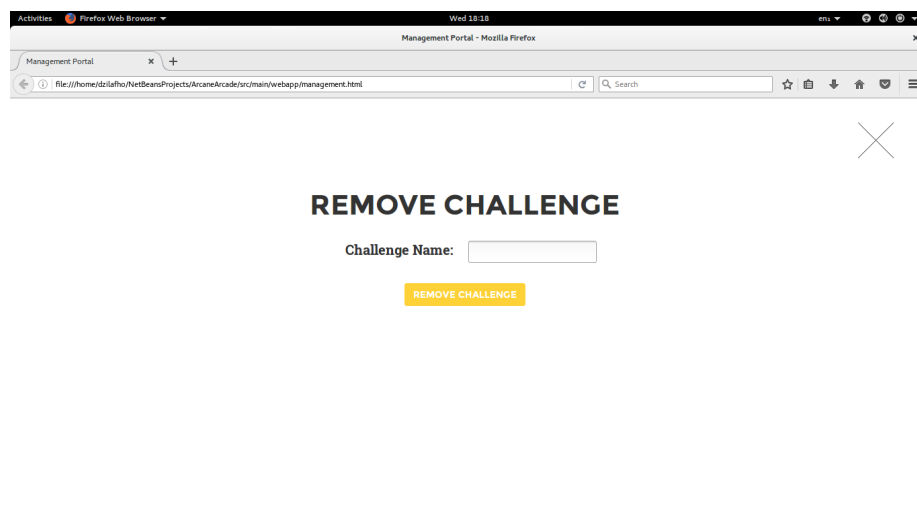 Activities Firefox Web Browser Wed 18:18 en₁
Management Portal - Mozilla Firefox
Management Portal
file:///home/dzilafho/NetBeansProjects/ArcaneArcade/src/main/webapp/management.html Search
REMOVE CHALLENGE
Challenge Name:
REMOVE CHALLENGE